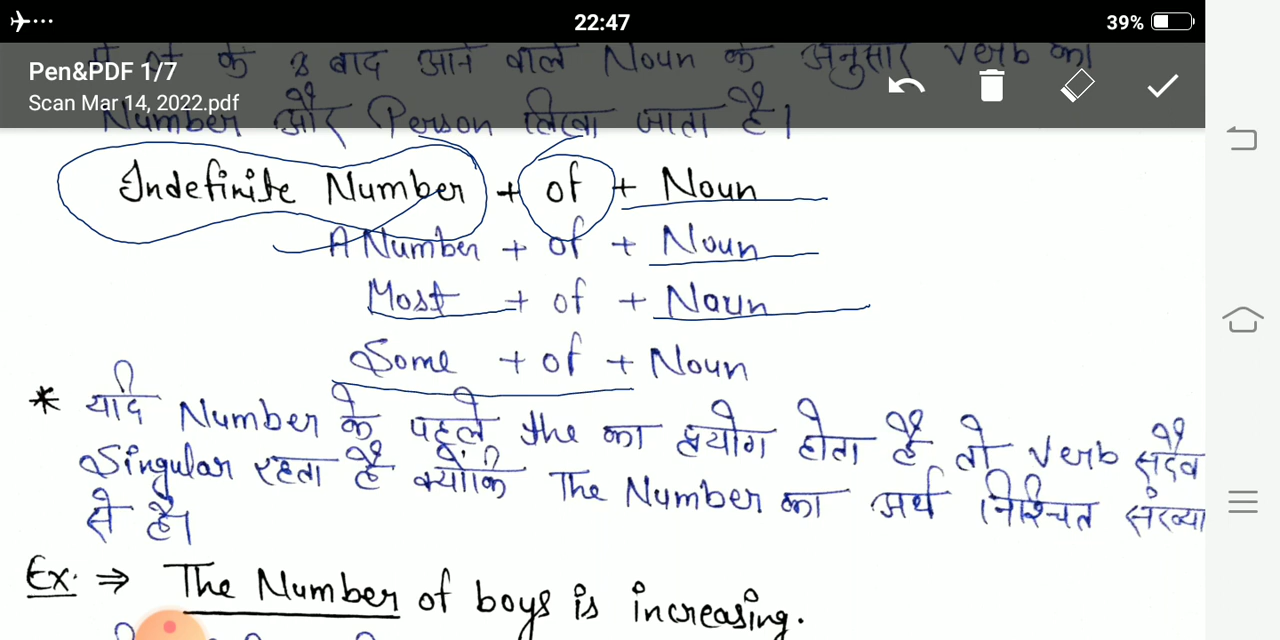 22:47
39%
के बाद आने वाले Noun के अनुसार Verb का
Pen&PDF 1/7
Scan Mar 14, 2022.pdf
Number और Person लिखा जाता है।
Indefinite Number + of + Noun
A Number + of + Noun
Most + of + Noun
Some + of + Noun
* यदि Number के पहले the का प्रयोग होता है तो Verb सदैव
Singular रहता है क्योंकि The Number का अर्थ निश्चित संख्या
से है।
Ex. ⇒ The Number of boys is increasing.